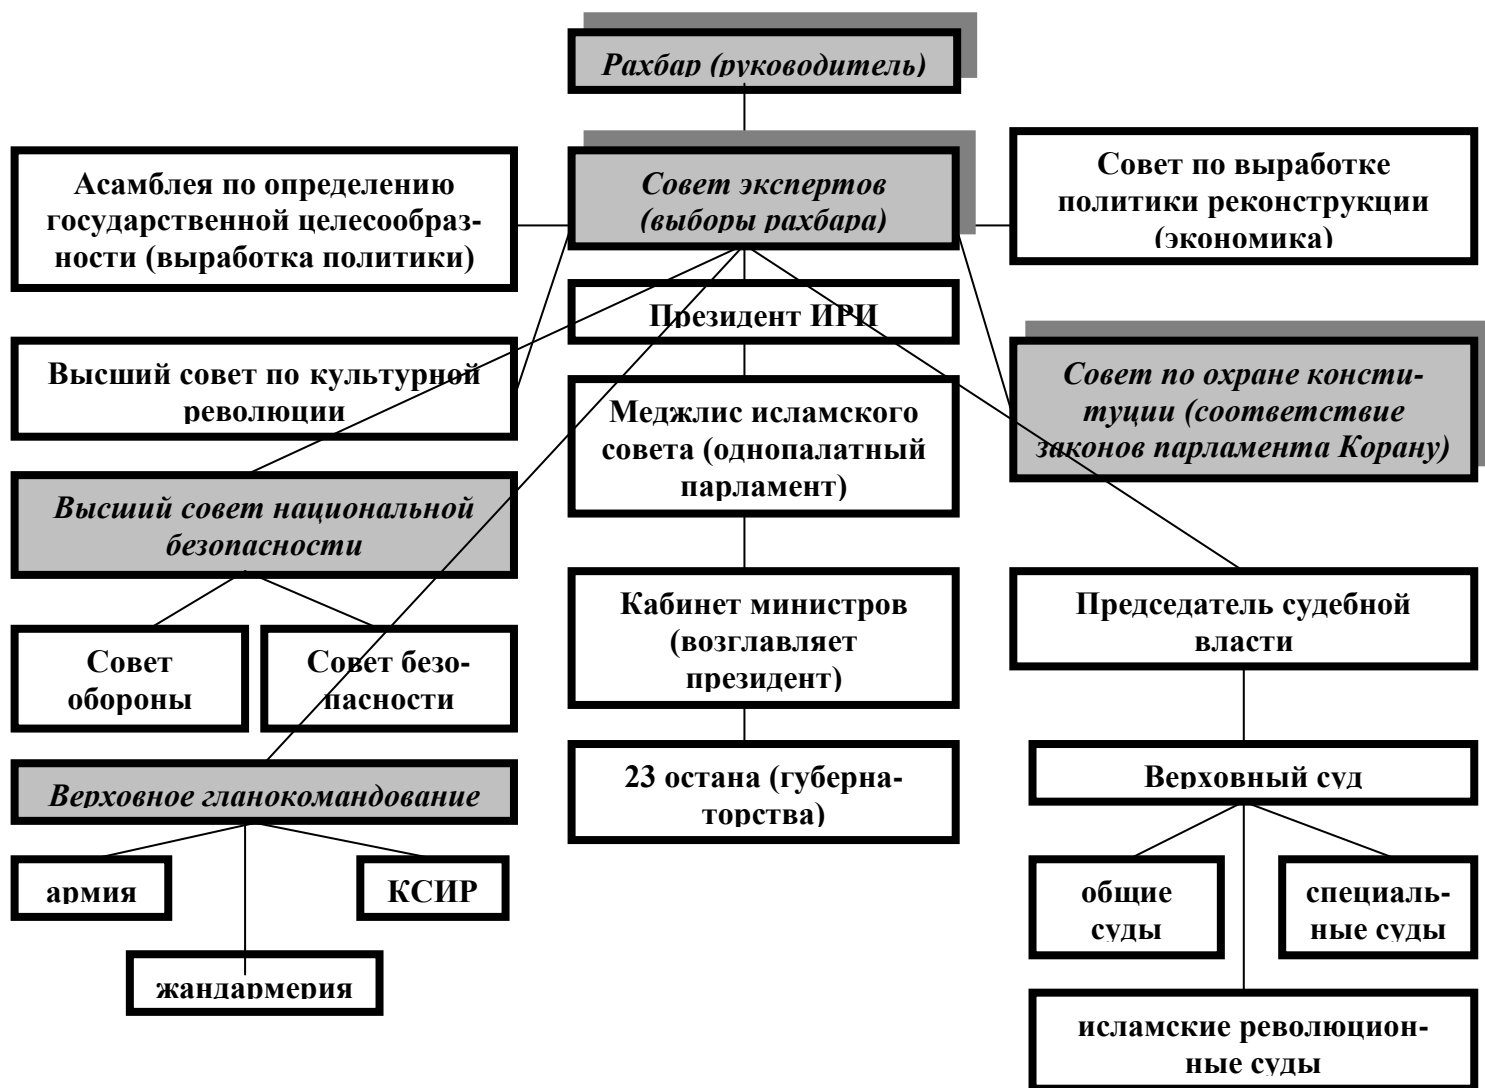 Рахбар (руководитель)
Асамблея по определению
государственной целесообраз-
ности (выработка политики)
Совет экспертов
(выборы рахбара)
Совет по выработке
политики реконструкции
(экономика)
Президент ИРИ
Высший совет по культурной
революции
Меджлис исламского
совета (однопалатный
парламент)
Совет по охране консти-
туции (соответствие
законов парламента Корану)
Высший совет национальной
безопасности
Совет
обороны
Совет безо-
пасности
Кабинет министров
(возглавляет
президент)
Председатель судебной
власти
Верховное гланокомандование
23 остана (губерна-
торства)
Верховный суд
армия
КСИР
жандармерия
общие
суды
специаль-
ные суды
исламские революцион-
ные суды